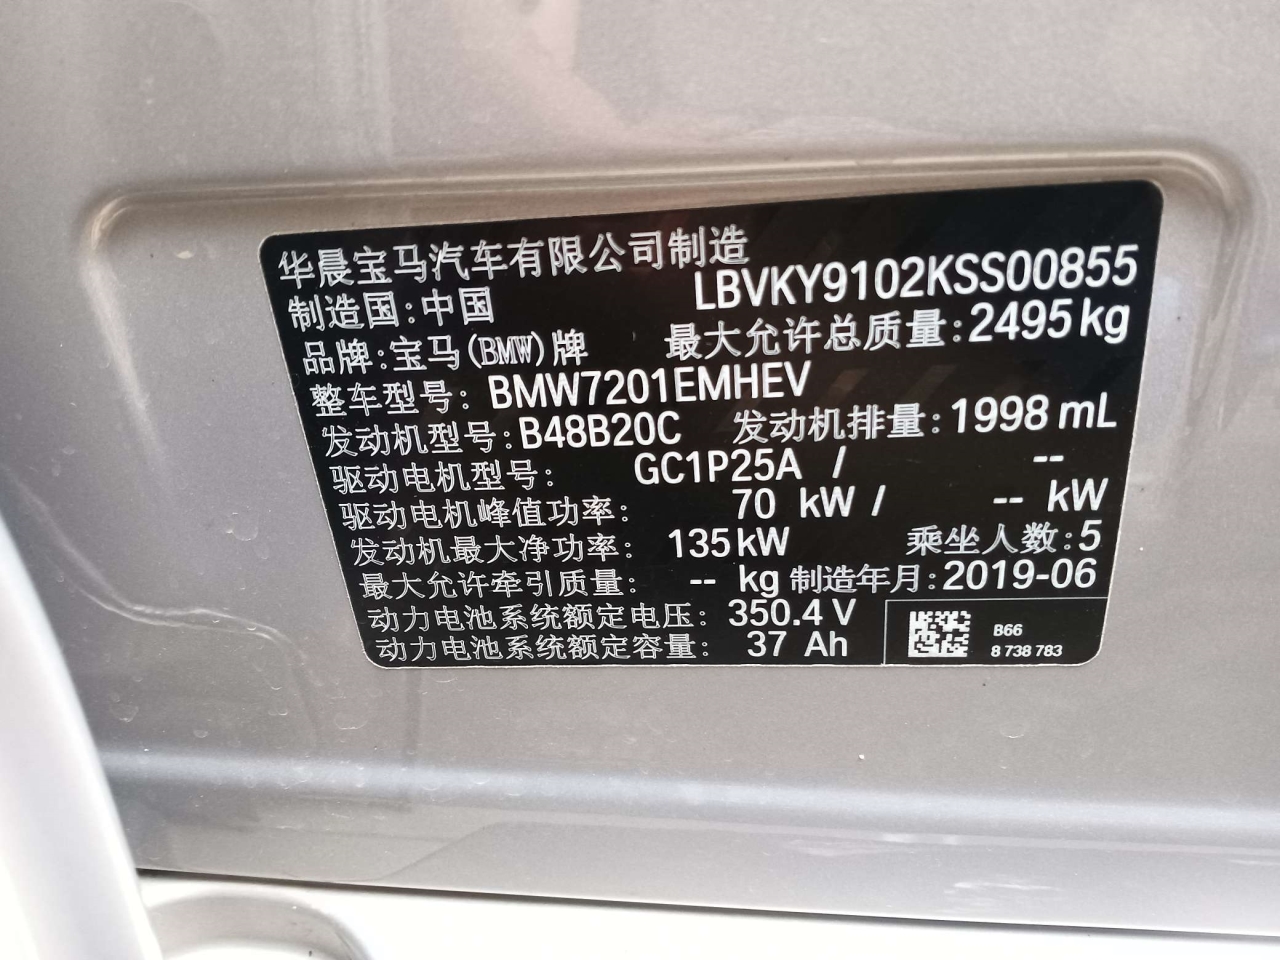 华晨宝马汽车有限公司制造
制造国:中国 LBVKY9102KSS00855
品牌:宝马(BMW)牌 最大允许总质量:2495kg
整车型号: BMW7201EMHEV
发动机型号:B48B20C 发动机排量:1998 mL
驱动电机型号: GC1P25A / --
驱动电机峰值功率: 70 kW / -- kW
发动机最大净功率: 135kW 乘坐人数:5
最大允许牵引质量: -- kg 制造年月:2019-06
动力电池系统额定电压: 350.4 V
动力电池系统额定容量: 37 Ah
B66
8 738 783